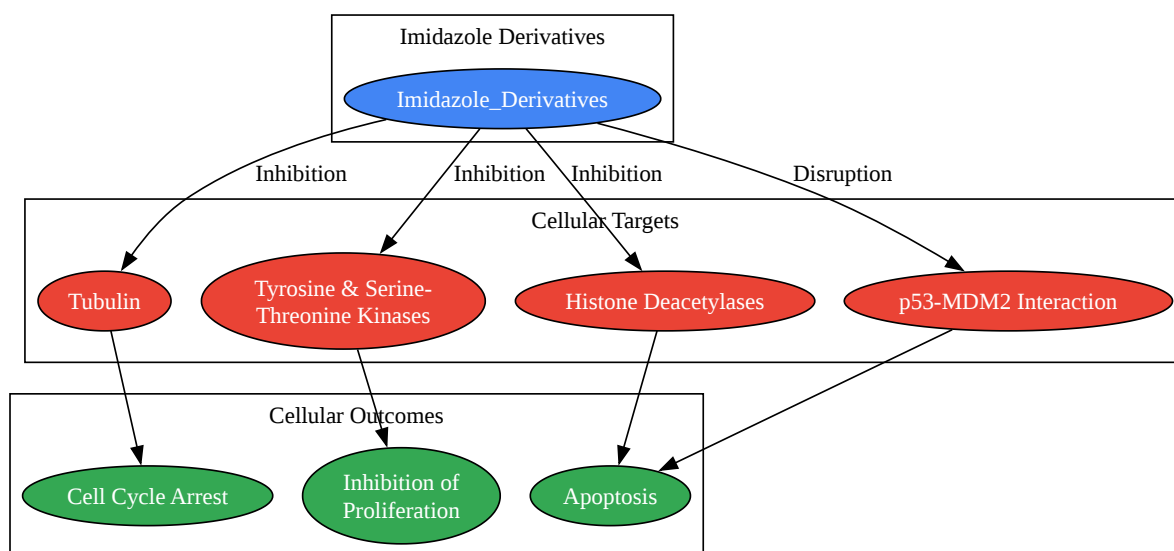 Imidazole Derivatives
Imidazole_Derivatives
Inhibition
Inhibition
Inhibition
Disruption
Cellular Targets
Tubulin
Tyrosine & Serine-
Threonine Kinases
Histone Deacetylases
p53-MDM2 Interaction
Cellular Outcomes
Cell Cycle Arrest
Inhibition of
Proliferation
Apoptosis